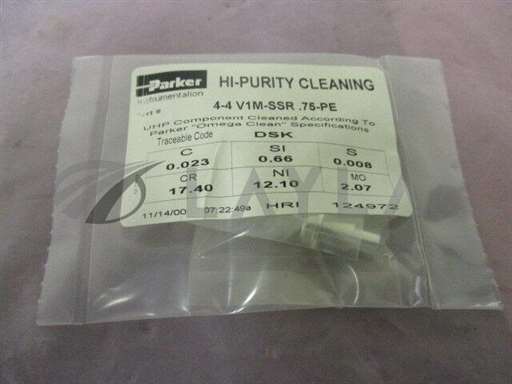 Parker HI-PURITY CLEANING
Instrumentation
4-4 V1M-SSR .75-PE
UHP Component Cleaned According To
Parker "Omega Clean" Specifications
Traceable Code DSK
C SI S
0.023 0.66 0.008
CR NI MO
17.40 12.10 2.07
11/14/00 07:22:49a HRI 124972